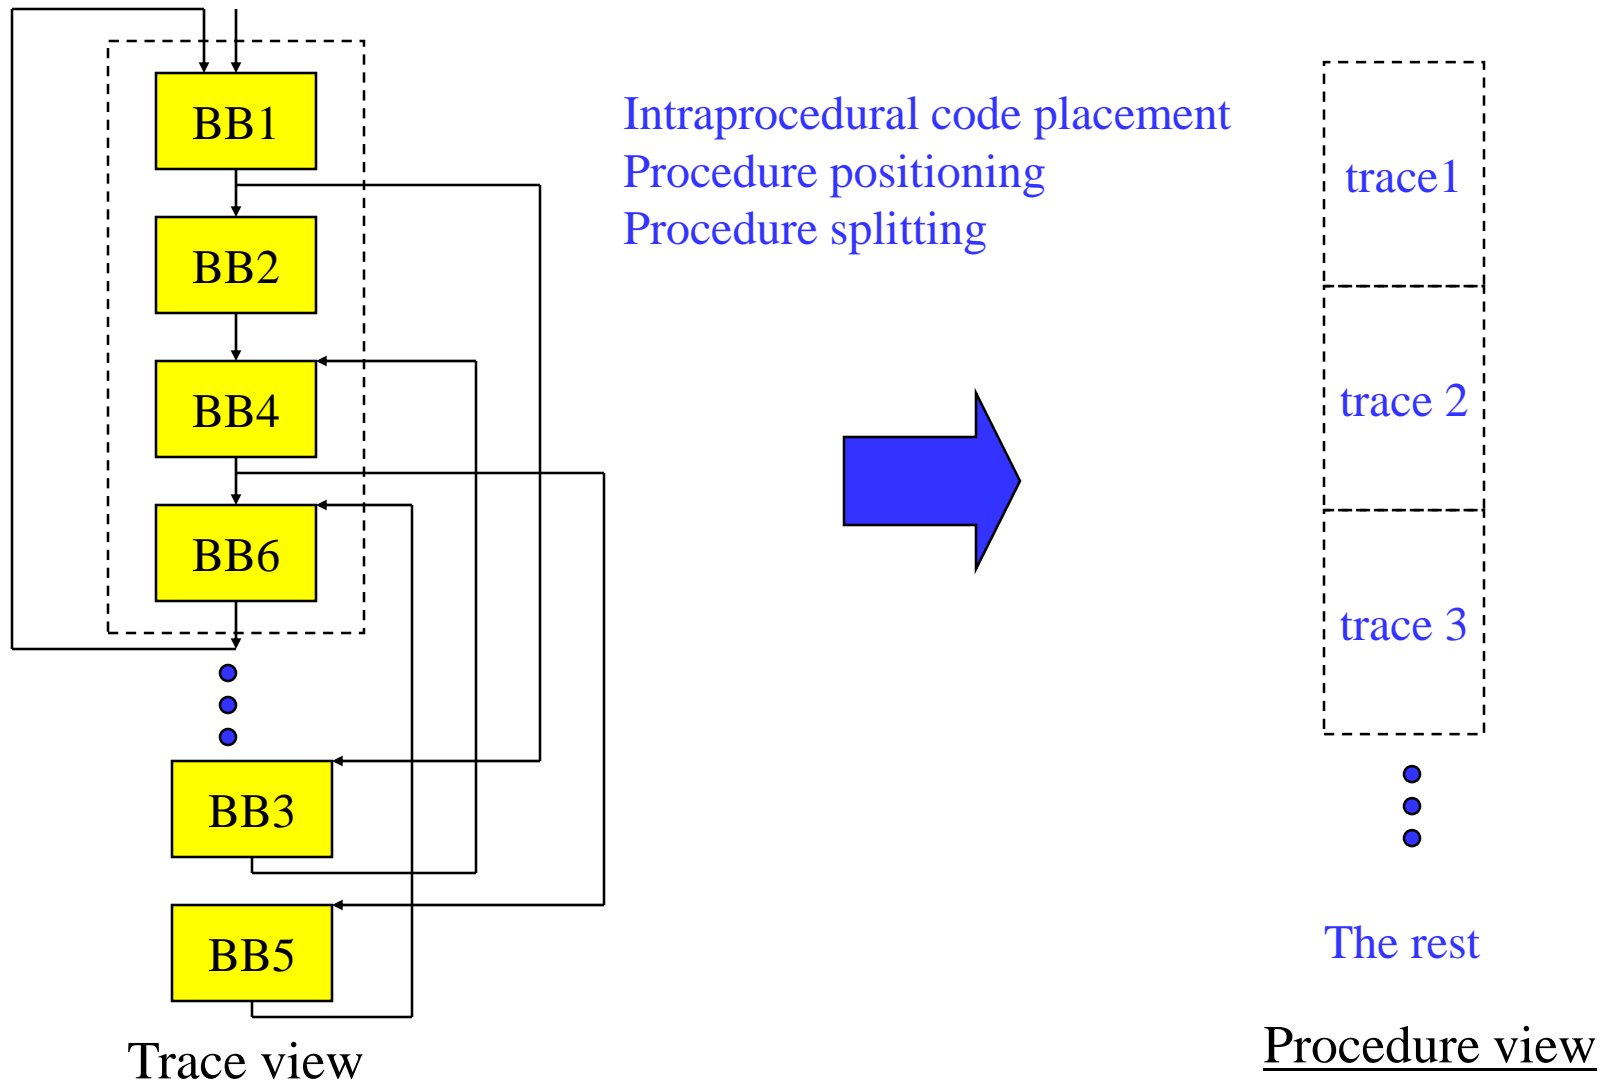 BB1
BB2
BB4
BB6
BB3
BB5
Trace view
Intraprocedural code placement
Procedure positioning
Procedure splitting
trace1
trace 2
trace 3
The rest
Procedure view